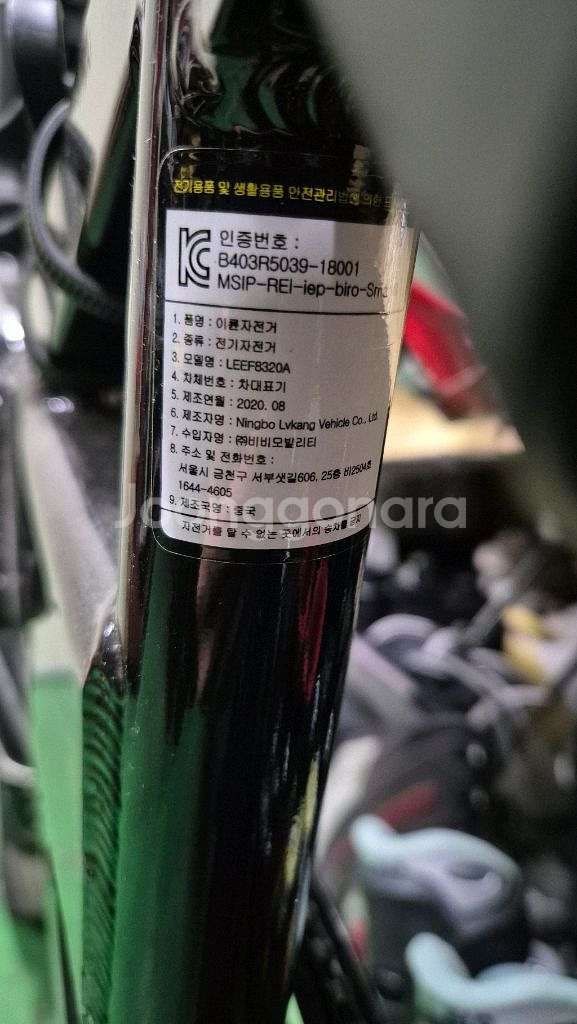 전기용품 및 생활용품 안전관리법에 의한
인증번호 :
B403R5039-18001
MSIP-REI-iep-biro-Sm
1. 품명 : 이륜자전거
2. 종류 : 전기자전거
3. 모델명 : LEEF8320A
4. 차체번호 : 차대표기
5. 제조연월 : 2020. 08
6. 제조자명 : Ningbo Lvkang Vehicle Co., Ltd.
7. 수입자명 : ㈜비비모빌리티
8. 주소 및 전화번호 :
서울시 금천구 서부샛길606, 25층 비2504호
1644-4605
9. 제조국명 : 중국
자전거를 탈 수 없는 곳에서의 승차를 금지
Joonggonara